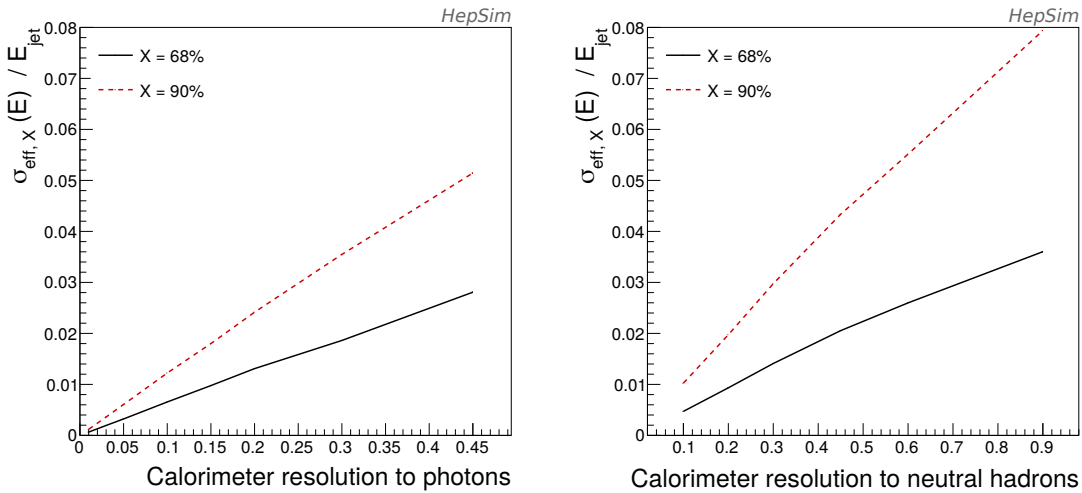 HepSim
σeff, X (E) / Ejet
X = 68%
X = 90%
0.08
0.07
0.06
0.05
0.04
0.03
0.02
0.01
0
0.05 0.1 0.15 0.2 0.25 0.3 0.35 0.4 0.45
Calorimeter resolution to photons
HepSim
σeff, X (E) / Ejet
X = 68%
X = 90%
0.08
0.07
0.06
0.05
0.04
0.03
0.02
0.01
0
0.1 0.2 0.3 0.4 0.5 0.6 0.7 0.8 0.9
Calorimeter resolution to neutral hadrons